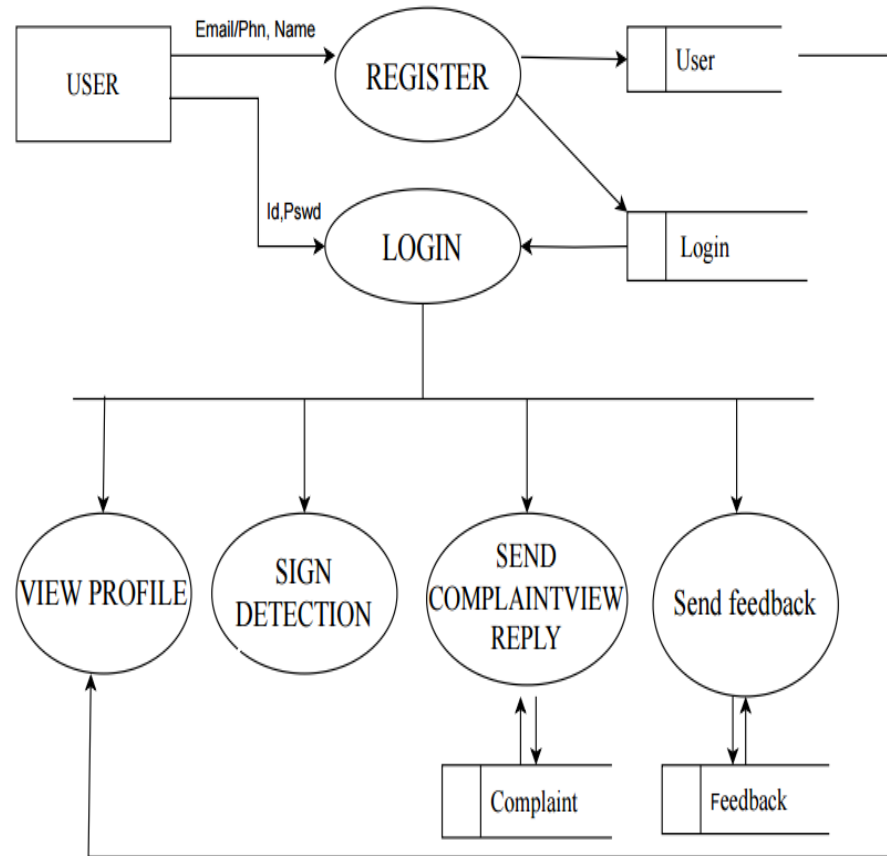 Email/Phn, Name
USER
REGISTER
User
Id,Pswd
LOGIN
Login
VIEW PROFILE
SIGN
DETECTION
SEND
COMPLAINTVIEW
REPLY
Send feedback
Complaint
Feedback